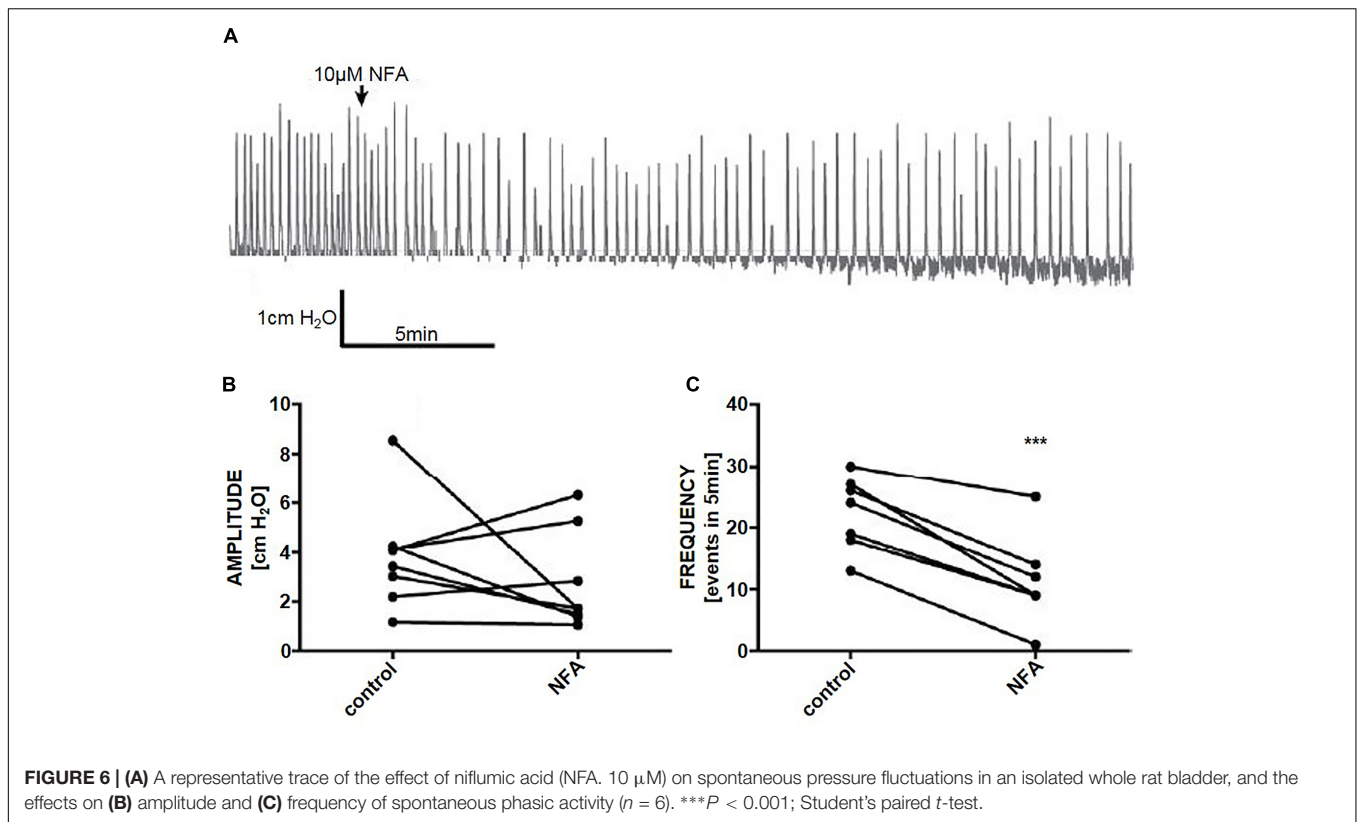 A
10µM NFA
1cm H₂O
5min
B
AMPLITUDE
[cm H₂O]
10
8
6
4
2
0
control
NFA
C
FREQUENCY
[events in 5min]
40
30
20
10
0
***
control
NFA
FIGURE 6 | (A) A representative trace of the effect of niflumic acid (NFA. 10 µM) on spontaneous pressure fluctuations in an isolated whole rat bladder, and the
effects on (B) amplitude and (C) frequency of spontaneous phasic activity (n = 6). ***P < 0.001; Student's paired t-test.